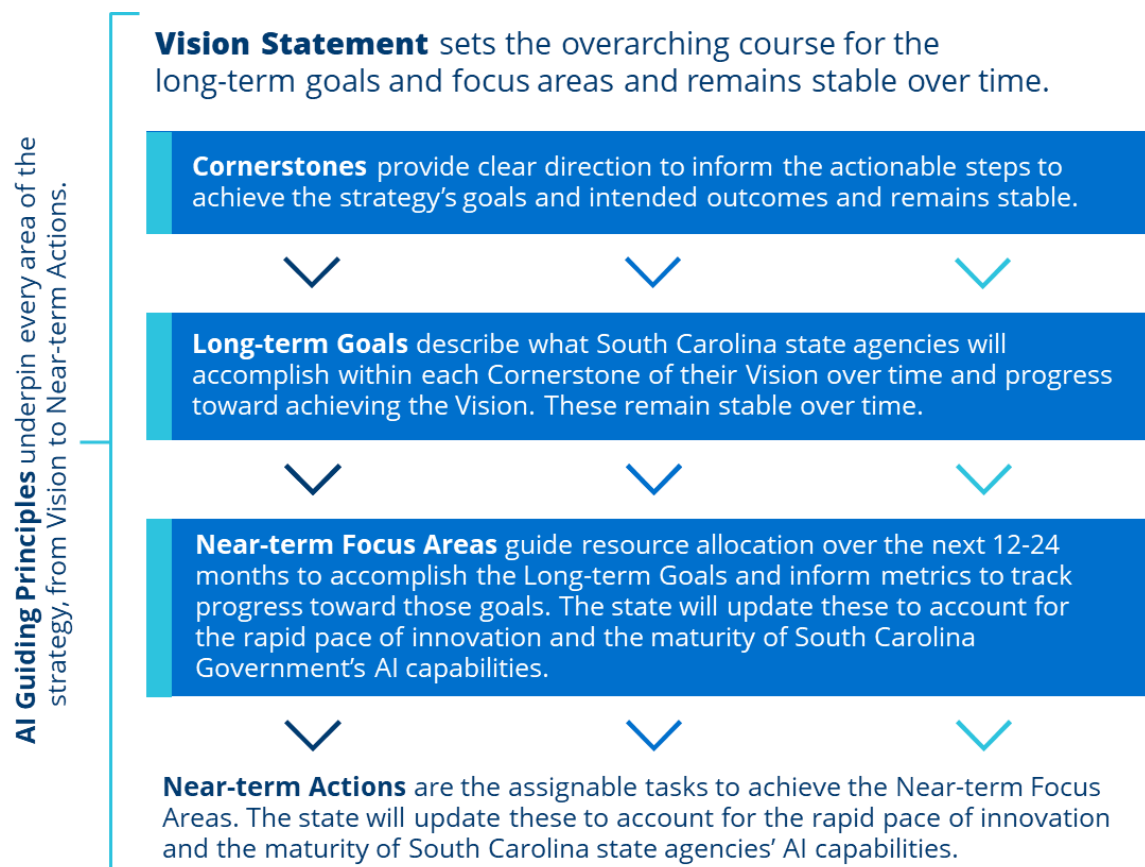 AI Guiding Principles underpin every area of the
strategy, from Vision to Near-term Actions.
Vision Statement sets the overarching course for the
long-term goals and focus areas and remains stable over time.
Cornerstones provide clear direction to inform the actionable steps to
achieve the strategy’s goals and intended outcomes and remains stable.
Long-term Goals describe what South Carolina state agencies will
accomplish within each Cornerstone of their Vision over time and progress
toward achieving the Vision. These remain stable over time.
Near-term Focus Areas guide resource allocation over the next 12-24
months to accomplish the Long-term Goals and inform metrics to track
progress toward those goals. The state will update these to account for
the rapid pace of innovation and the maturity of South Carolina
Government’s AI capabilities.
Near-term Actions are the assignable tasks to achieve the Near-term Focus
Areas. The state will update these to account for the rapid pace of innovation
and the maturity of South Carolina state agencies’ AI capabilities.